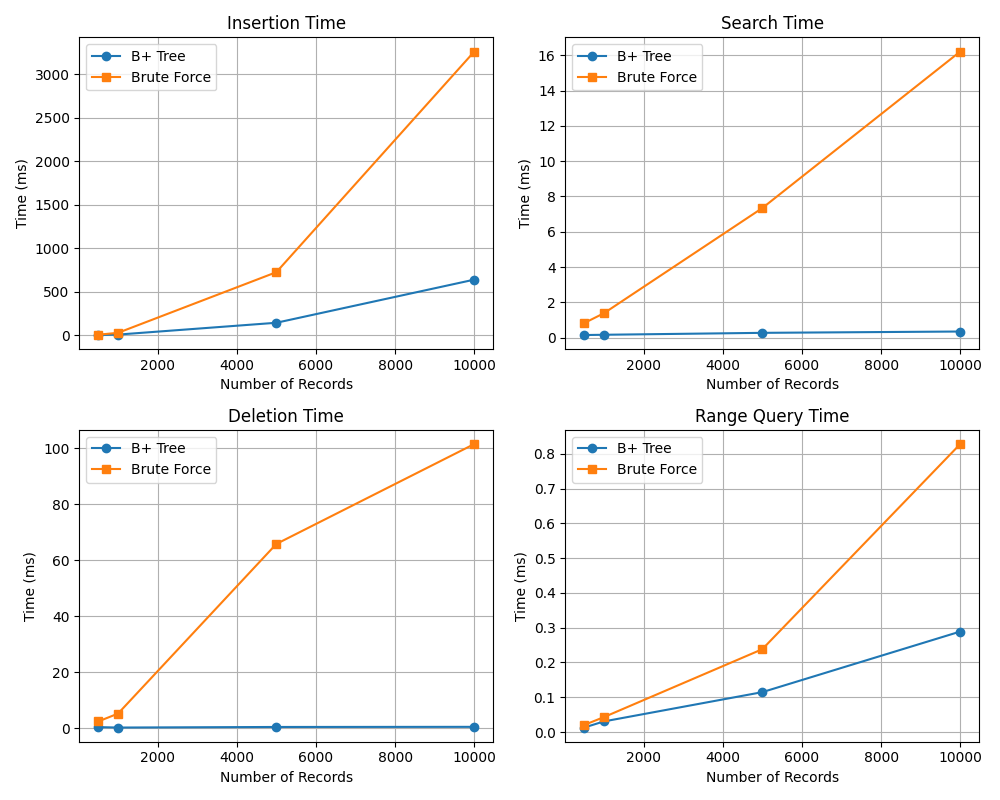 Insertion Time
B+ Tree
Brute Force
Time (ms)
3000
2500
2000
1500
1000
500
0
2000 4000 6000 8000 10000
Number of Records
Search Time
B+ Tree
Brute Force
Time (ms)
16
14
12
10
8
6
4
2
0
2000 4000 6000 8000 10000
Number of Records
Deletion Time
B+ Tree
Brute Force
Time (ms)
100
80
60
40
20
0
2000 4000 6000 8000 10000
Number of Records
Range Query Time
B+ Tree
Brute Force
Time (ms)
0.8
0.7
0.6
0.5
0.4
0.3
0.2
0.1
0.0
2000 4000 6000 8000 10000
Number of Records